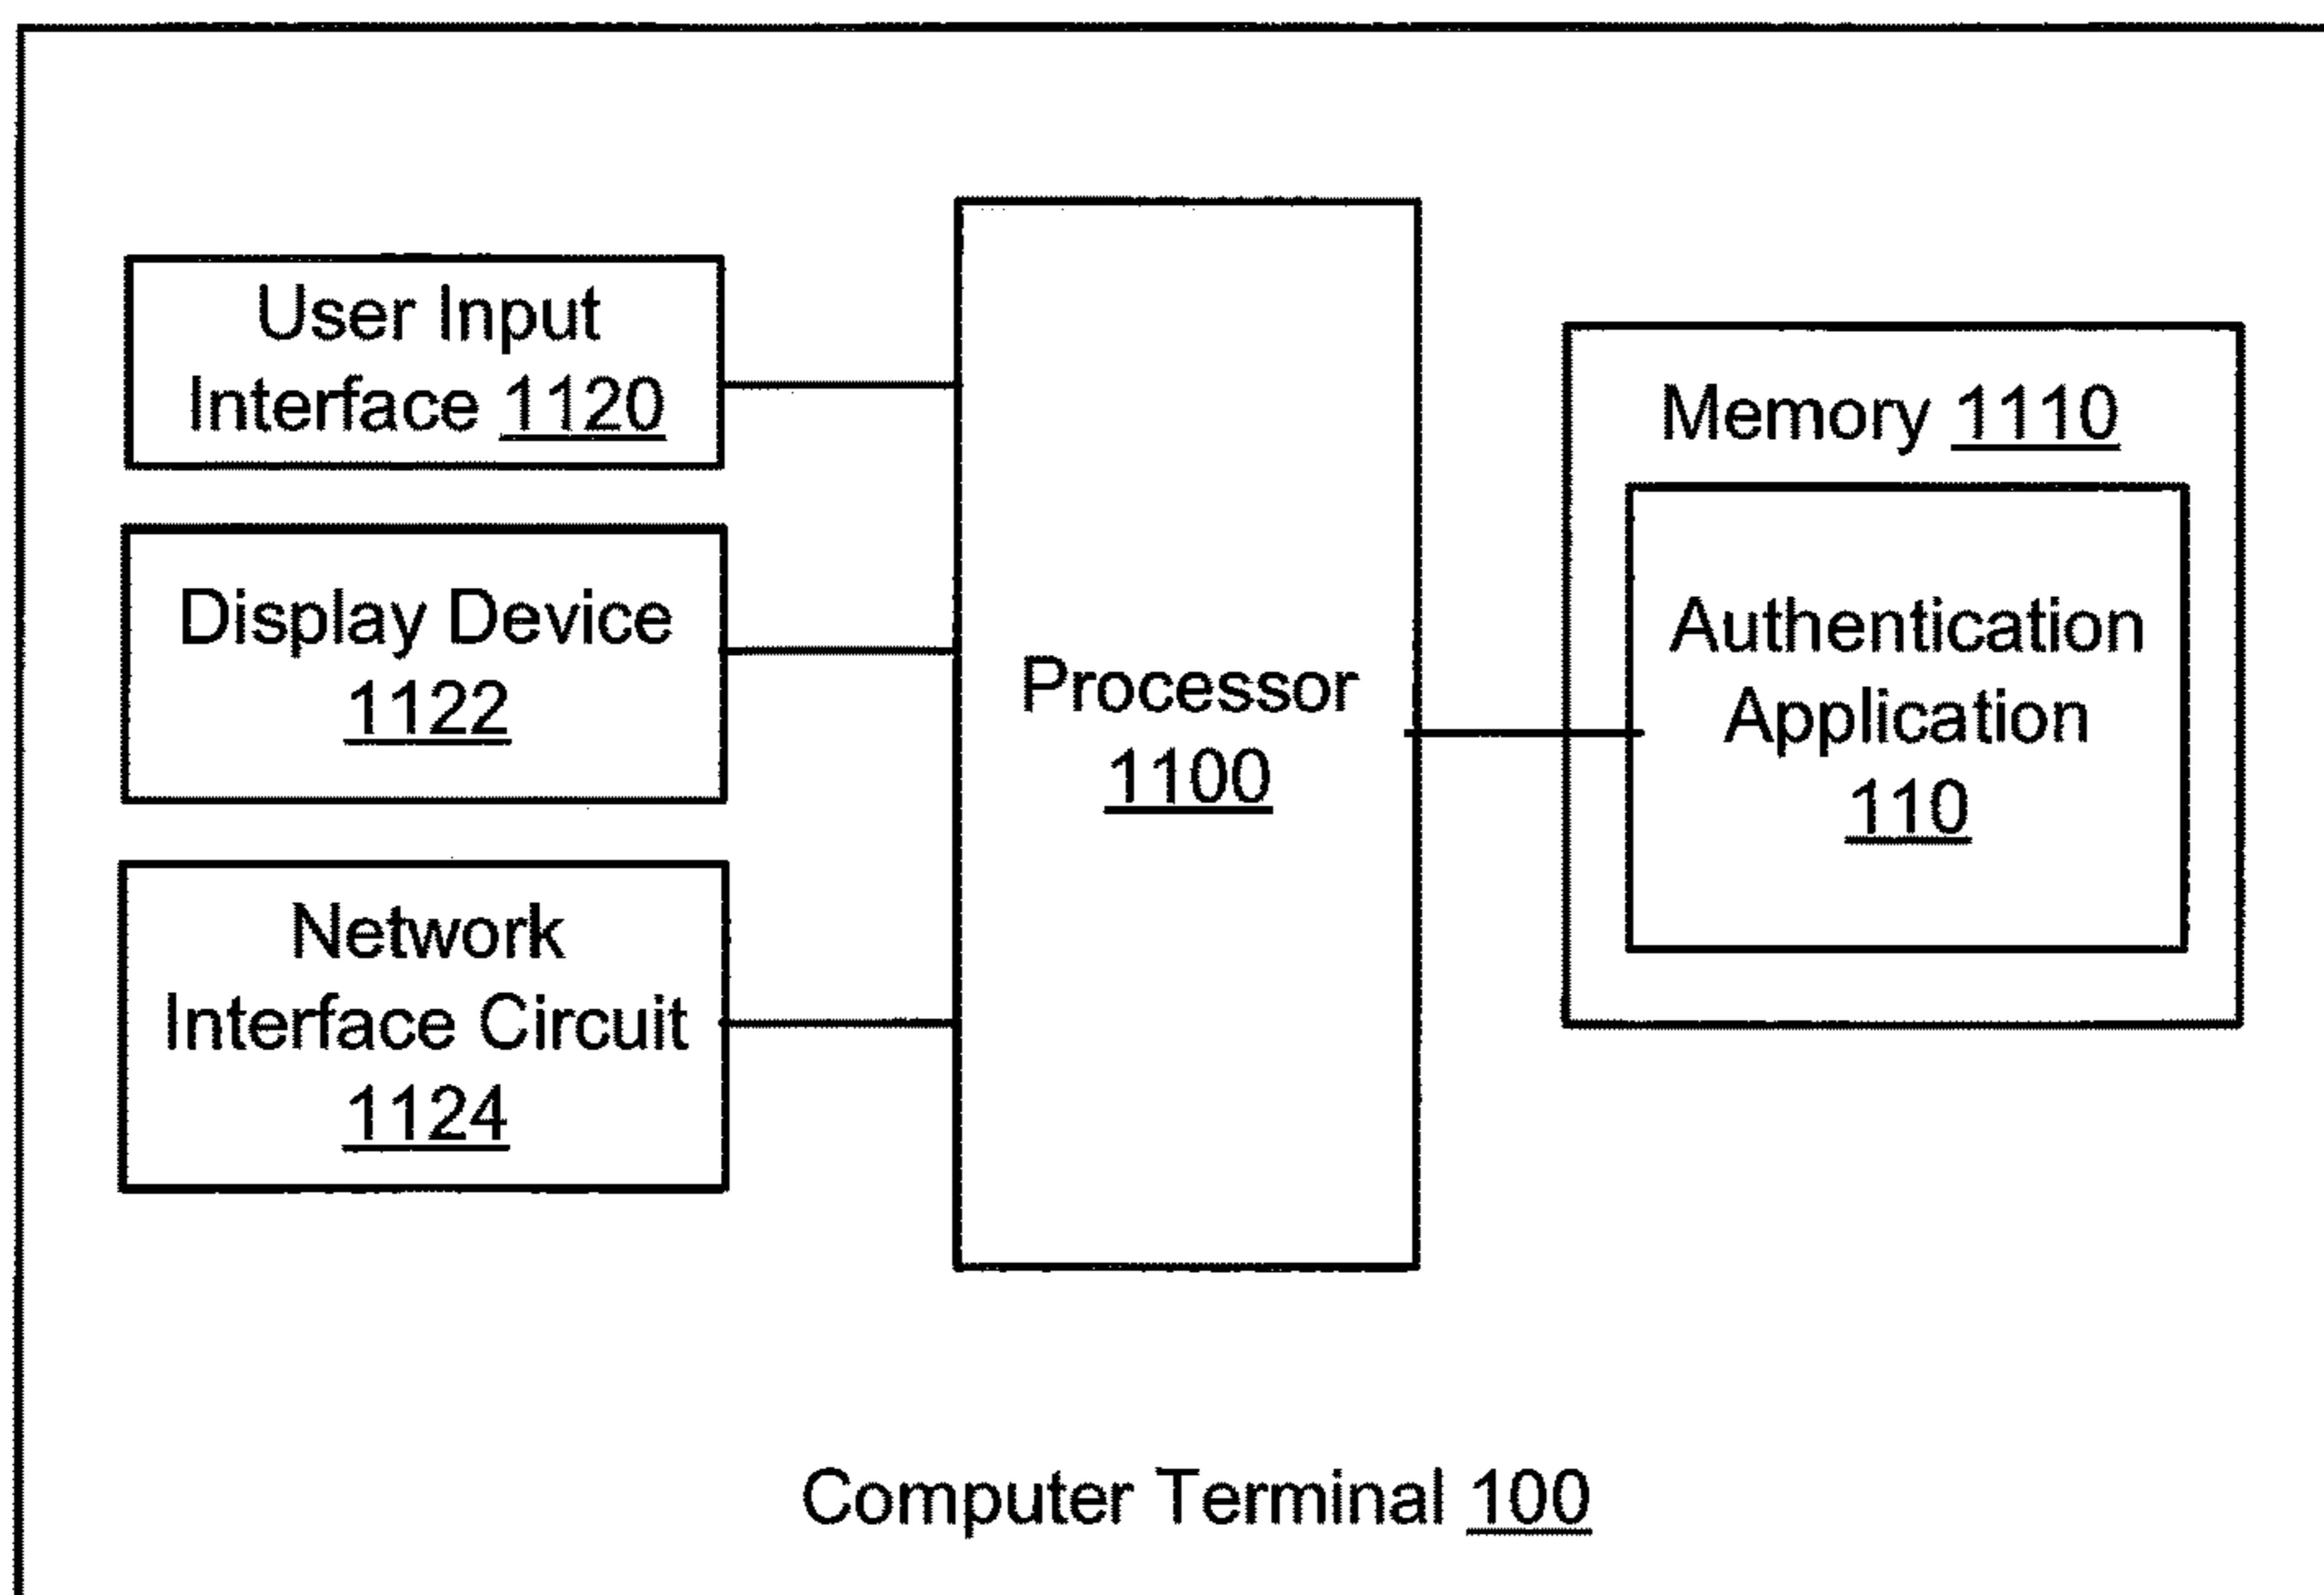 User Input
Interface 1120
Display Device
1122
Network
Interface Circuit
1124
Processor
1100
Memory 1110
Authentication
Application
110
Computer Terminal 100